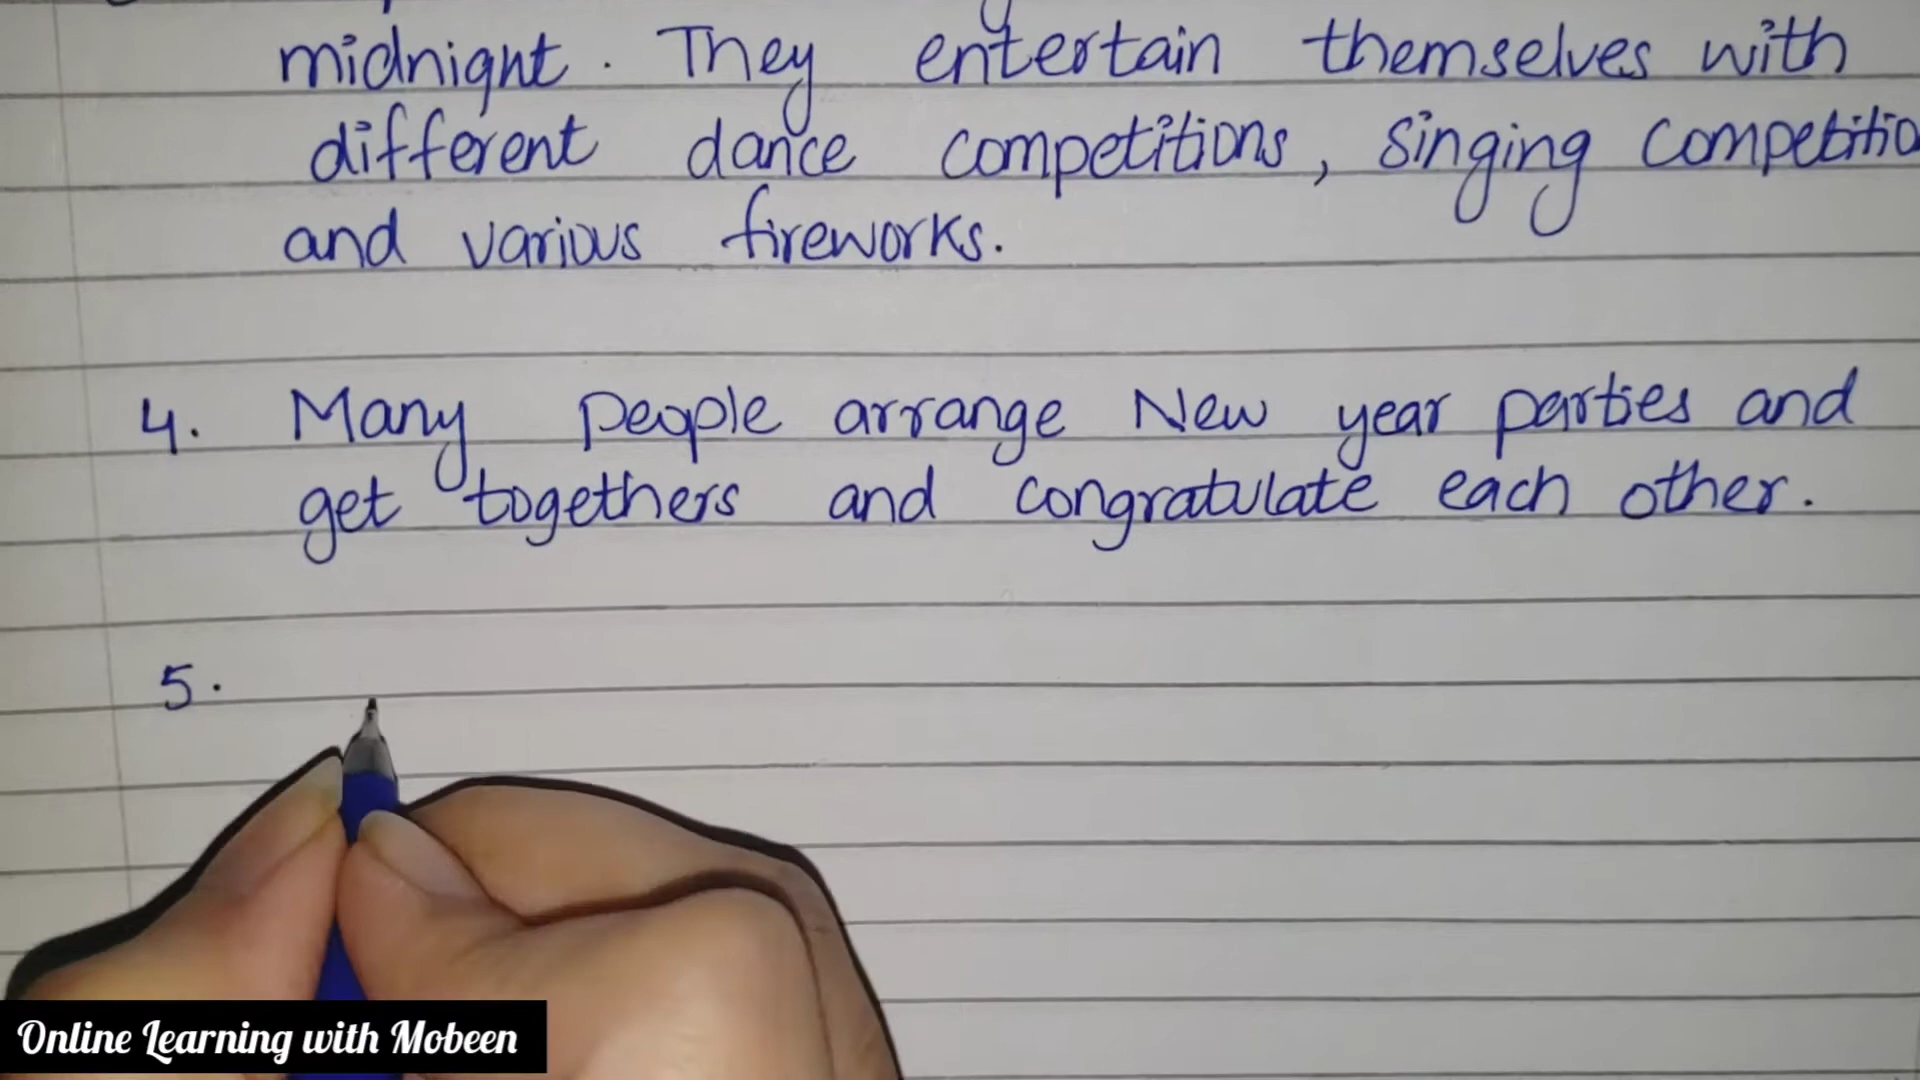 midnight. They entertain themselves with
different dance competitions, singing competitio
and various fireworks.
4. Many people arrange New year parties and
get togethers and congratulate each other.
5.
Online Learning with Mobeen